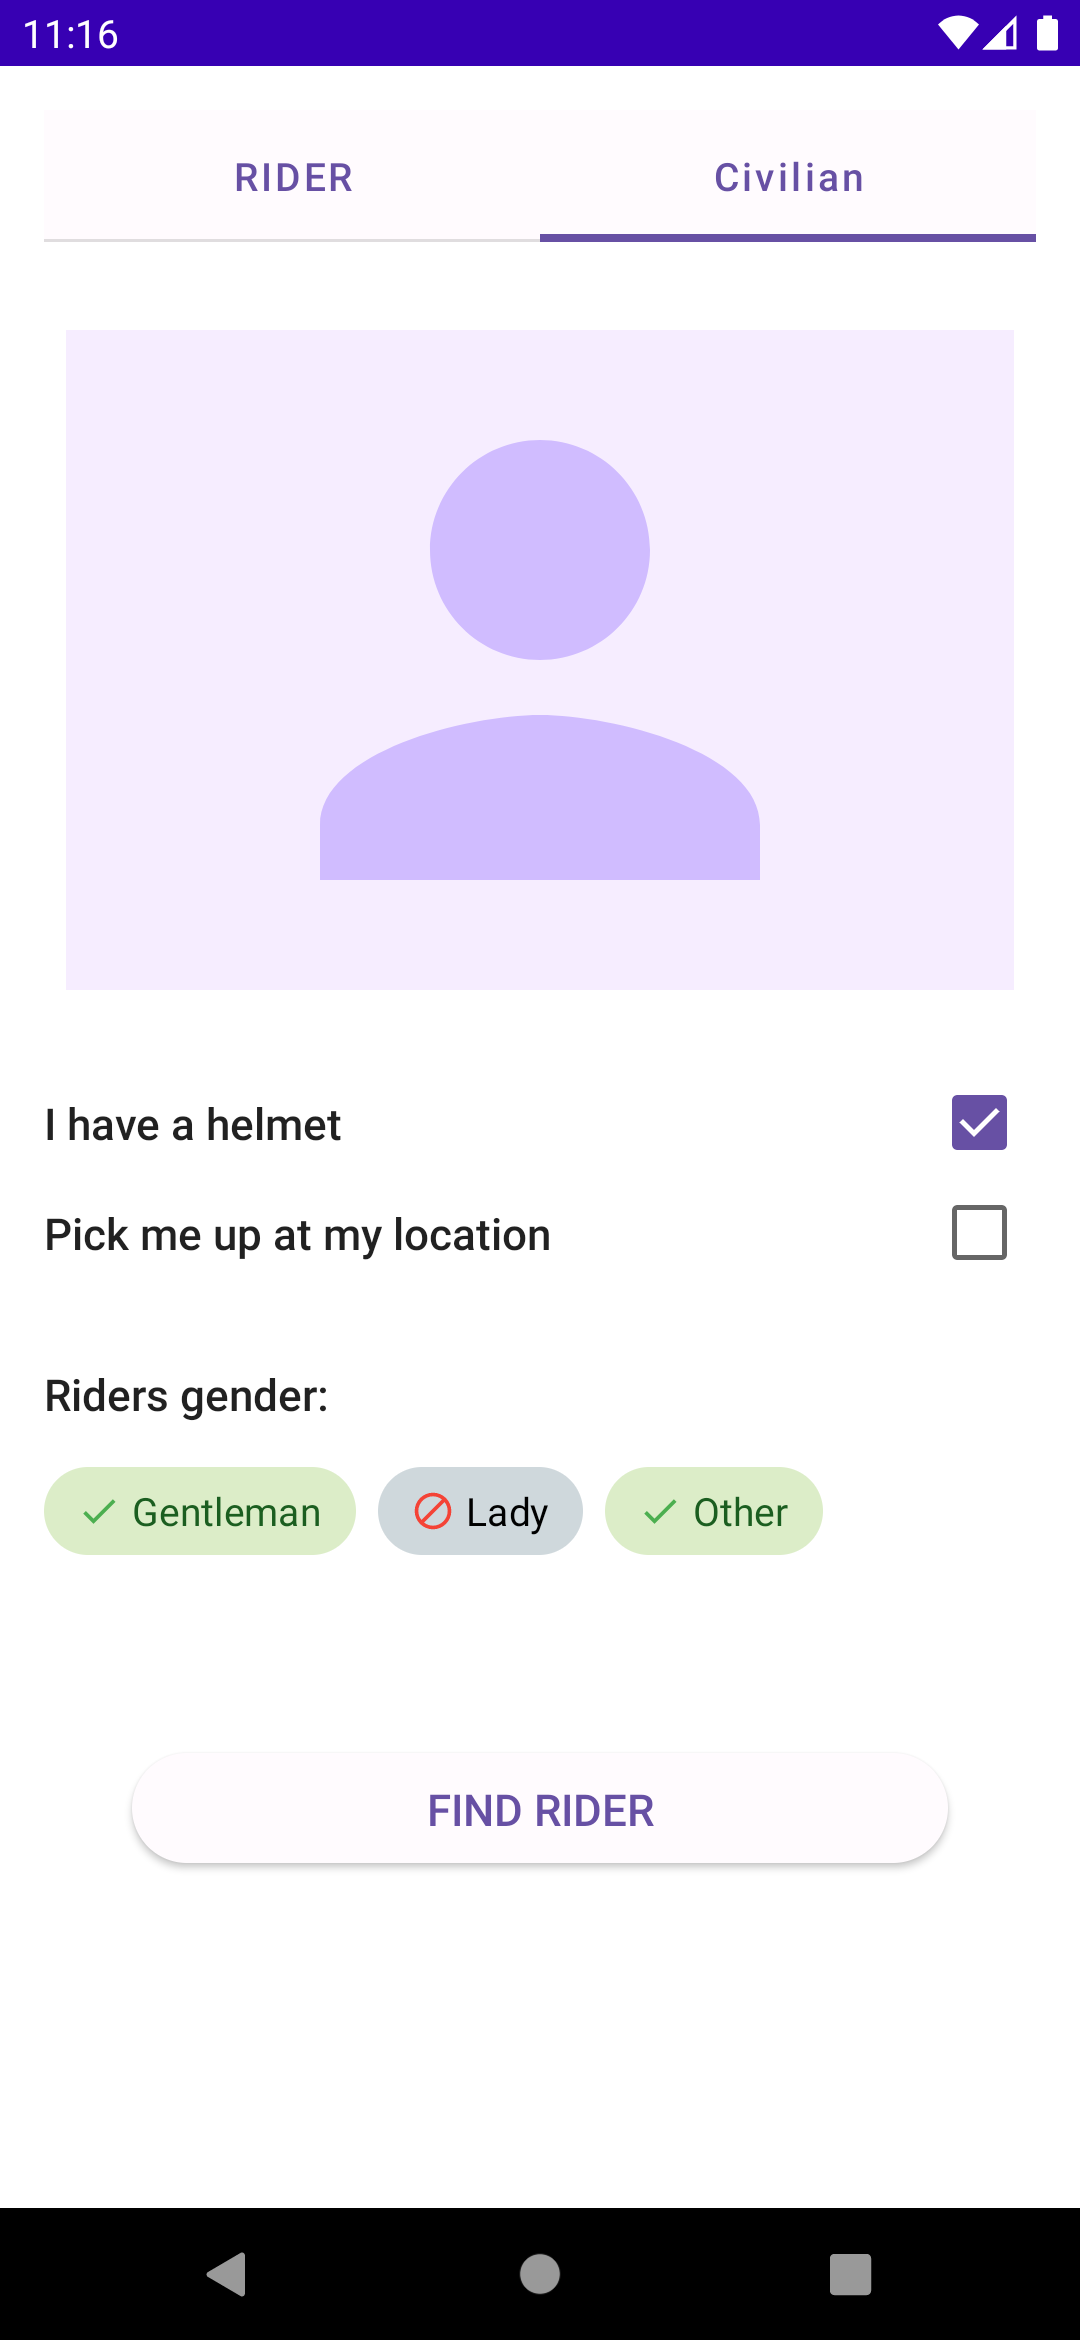 11:16
RIDER Civilian
I have a helmet
Pick me up at my location
Riders gender:
Gentleman Lady Other
FIND RIDER